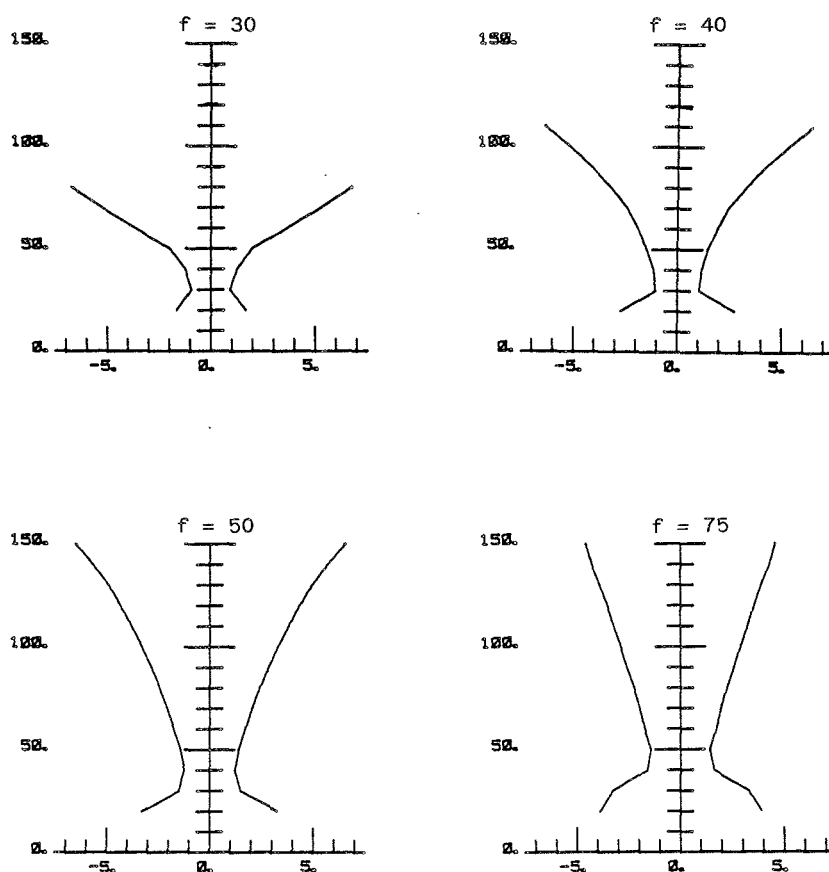 f = 30
150.
100.
50.
0.
-5. 0. 5.
f = 40
150.
100.
50.
0.
-5. 0. 5.
f = 50
150.
100.
50.
0.
-5. 0. 5.
f = 75
150.
100.
50.
0.
-5. 0. 5.